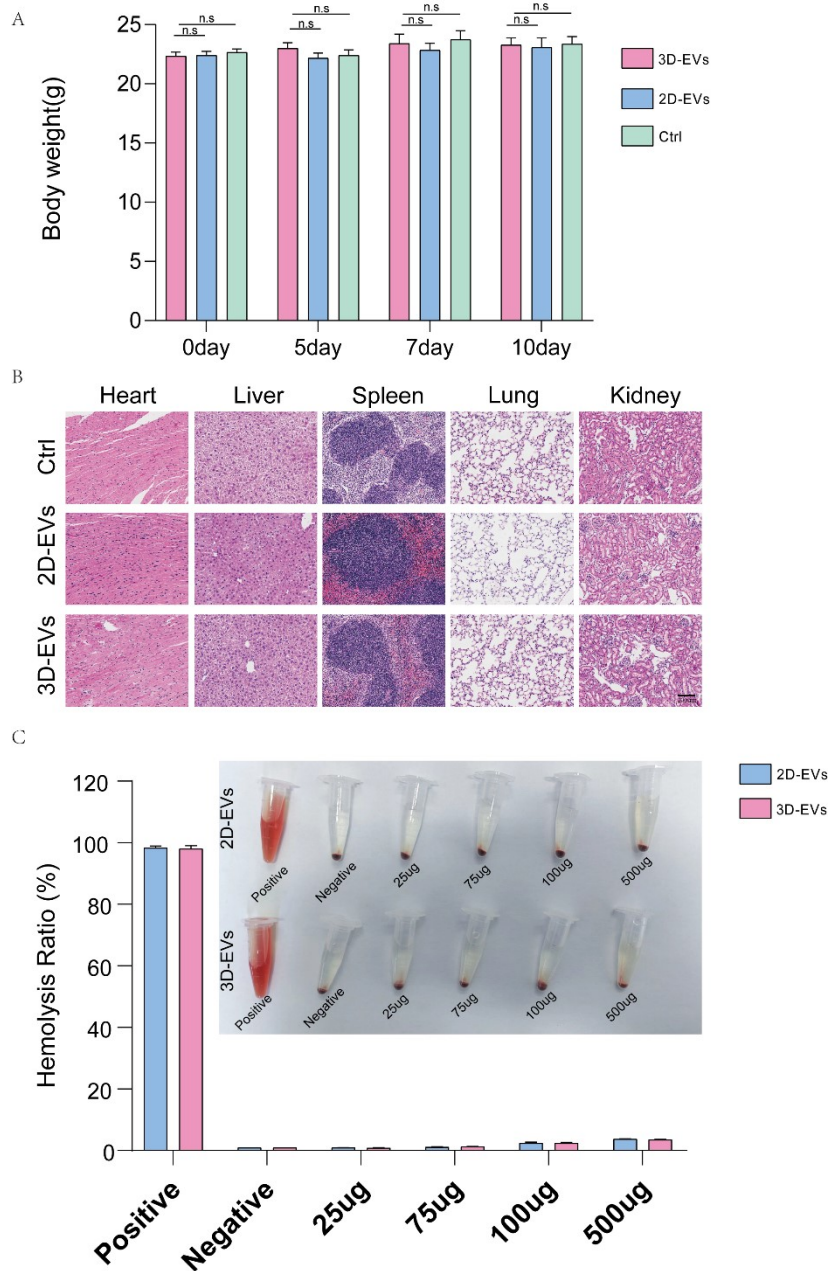 A
n.s n.s n.s n.s
n.s n.s n.s n.s
25
20
15
10
5
0
Body weight(g)
0day 5day 7day 10day
3D-EVs
2D-EVs
Ctrl
B
Heart Liver Spleen Lung Kidney
Ctrl
2D-EVs
3D-EVs
C
120
100
80
60
40
20
0
Hemolysis Ratio (%)
2D-EVs
Positive Negative 25ug 75ug 100ug 500ug
3D-EVs
Positive Negative 25ug 75ug 100ug 500ug
2D-EVs
3D-EVs
Positive Negative 25ug 75ug 100ug 500ug